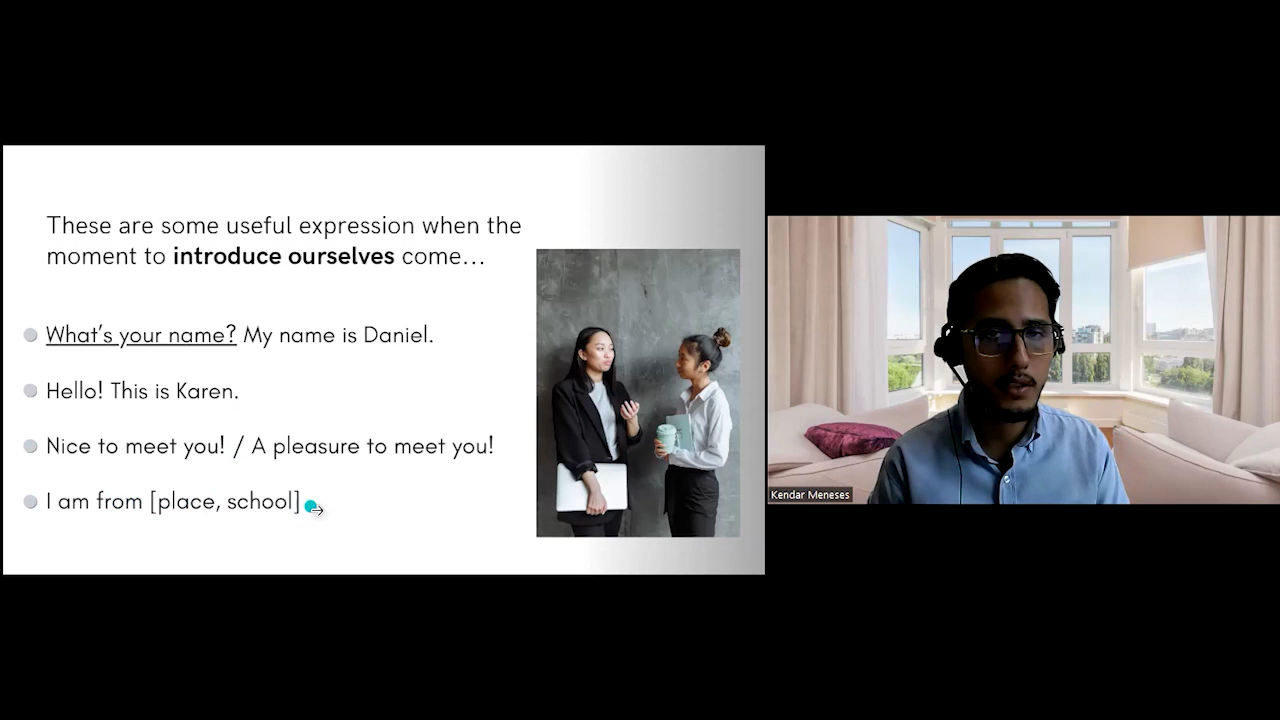 These are some useful expression when the
moment to introduce ourselves come...
What's your name? My name is Daniel.
Hello! This is Karen.
Nice to meet you! / A pleasure to meet you!
I am from [place, school]
Kendar Meneses